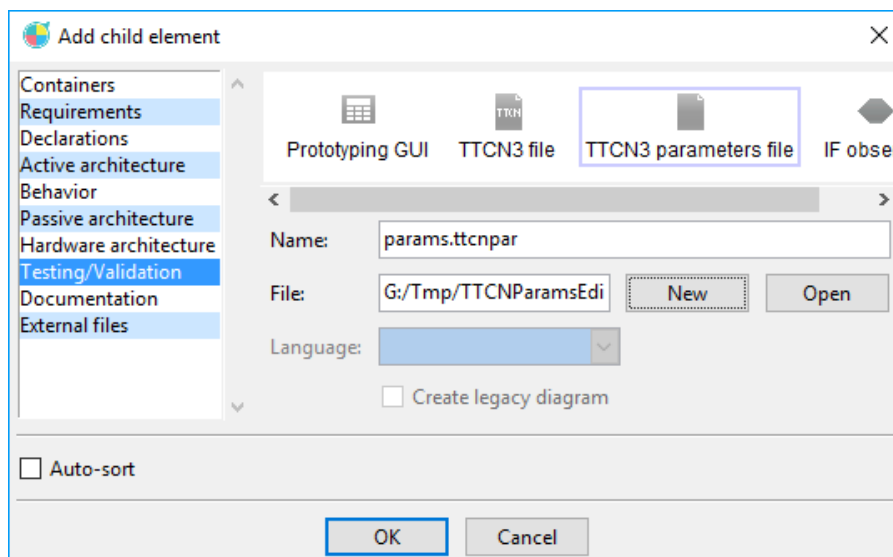 Add child element
Containers
Requirements
Declarations
Active architecture
Behavior
Passive architecture
Hardware architecture
Testing/Validation
Documentation
External files
TTCN
Prototyping GUI TTCN3 file TTCN3 parameters file IF obse
Name: params.ttcnpar
File: G:/Tmp/TTCNParamsEdi New Open
Language:
Create legacy diagram
Auto-sort
OK Cancel